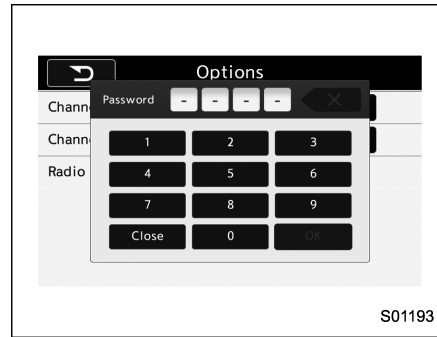 Options
Password - - - -
Chann
Chann
Radio
1 2 3
4 5 6
7 8 9
Close 0 OK
S01193